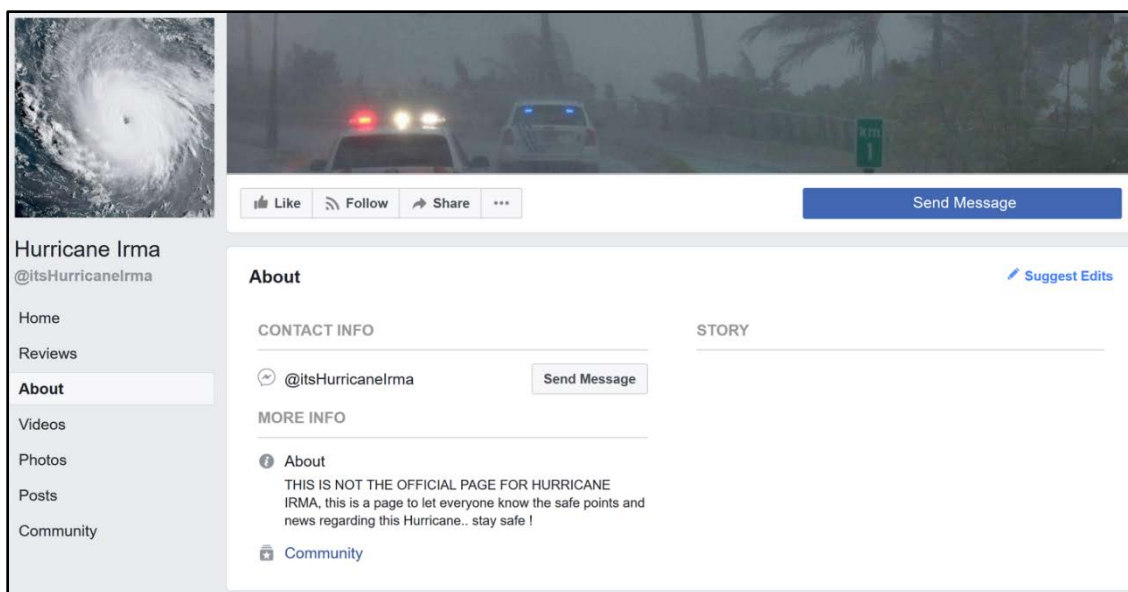 km
1
Like
Follow
Share
Send Message
Hurricane Irma
@itsHurricaneIrma
Home
Reviews
About
Videos
Photos
Posts
Community
About
Suggest Edits
CONTACT INFO
@itsHurricaneIrma
Send Message
MORE INFO
About
THIS IS NOT THE OFFICIAL PAGE FOR HURRICANE
IRMA, this is a page to let everyone know the safe points and
news regarding this Hurricane.. stay safe !
Community
STORY